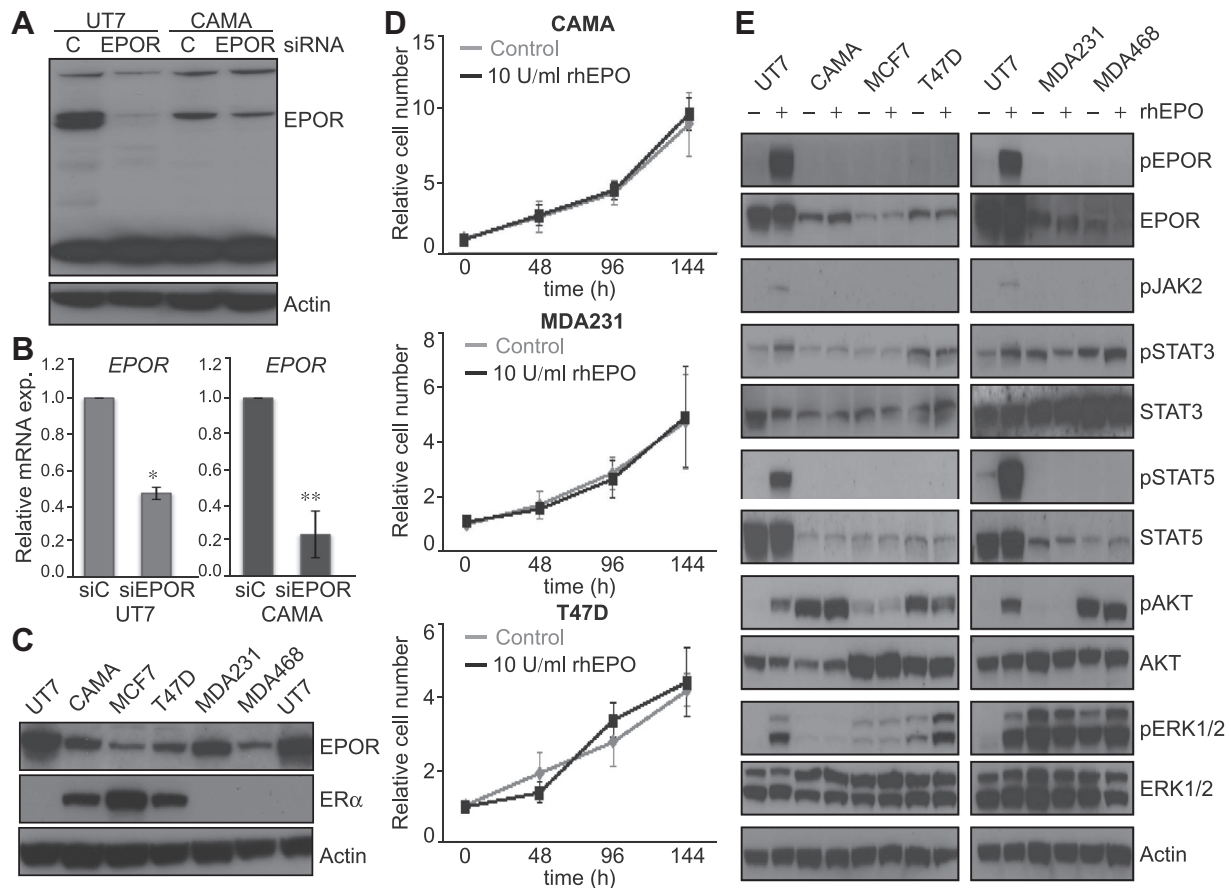 A
UT7 CAMA
C EPOR C EPOR siRNA
EPOR
Actin
B
Relative mRNA exp.
EPOR
1.2
1.0
0.8
0.6
0.4
0.2
0.0
siC siEPOR
UT7
EPOR
1.2
1.0
0.8
0.6
0.4
0.2
0.0
siC siEPOR
CAMA
C
UT7 CAMA MCF7 T47D MDA231 MDA468 UT7
EPOR
ERα
Actin
D
CAMA
Control
10 U/ml rhEPO
Relative cell number
15
10
5
0
0 48 96 144
time (h)
MDA231
Control
10 U/ml rhEPO
Relative cell number
8
6
4
2
0
0 48 96 144
time (h)
T47D
Control
10 U/ml rhEPO
Relative cell number
6
4
2
0
0 48 96 144
time (h)
E
UT7 CAMA MCF7 T47D UT7 MDA231 MDA468
– + – + – + – + – + – + – + rhEPO
pEPOR
EPOR
pJAK2
pSTAT3
STAT3
pSTAT5
STAT5
pAKT
AKT
pERK1/2
ERK1/2
Actin